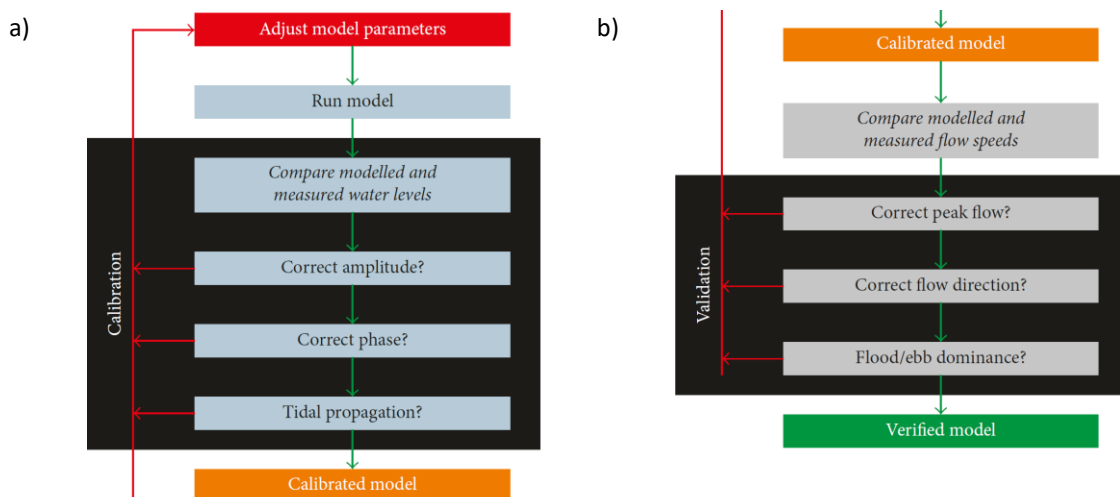 a)
Adjust model parameters
Run model
Calibration
Compare modelled and
measured water levels
Correct amplitude?
Correct phase?
Tidal propagation?
Calibrated model
b)
Calibrated model
Compare modelled and
measured flow speeds
Validation
Correct peak flow?
Correct flow direction?
Flood/ebb dominance?
Verified model